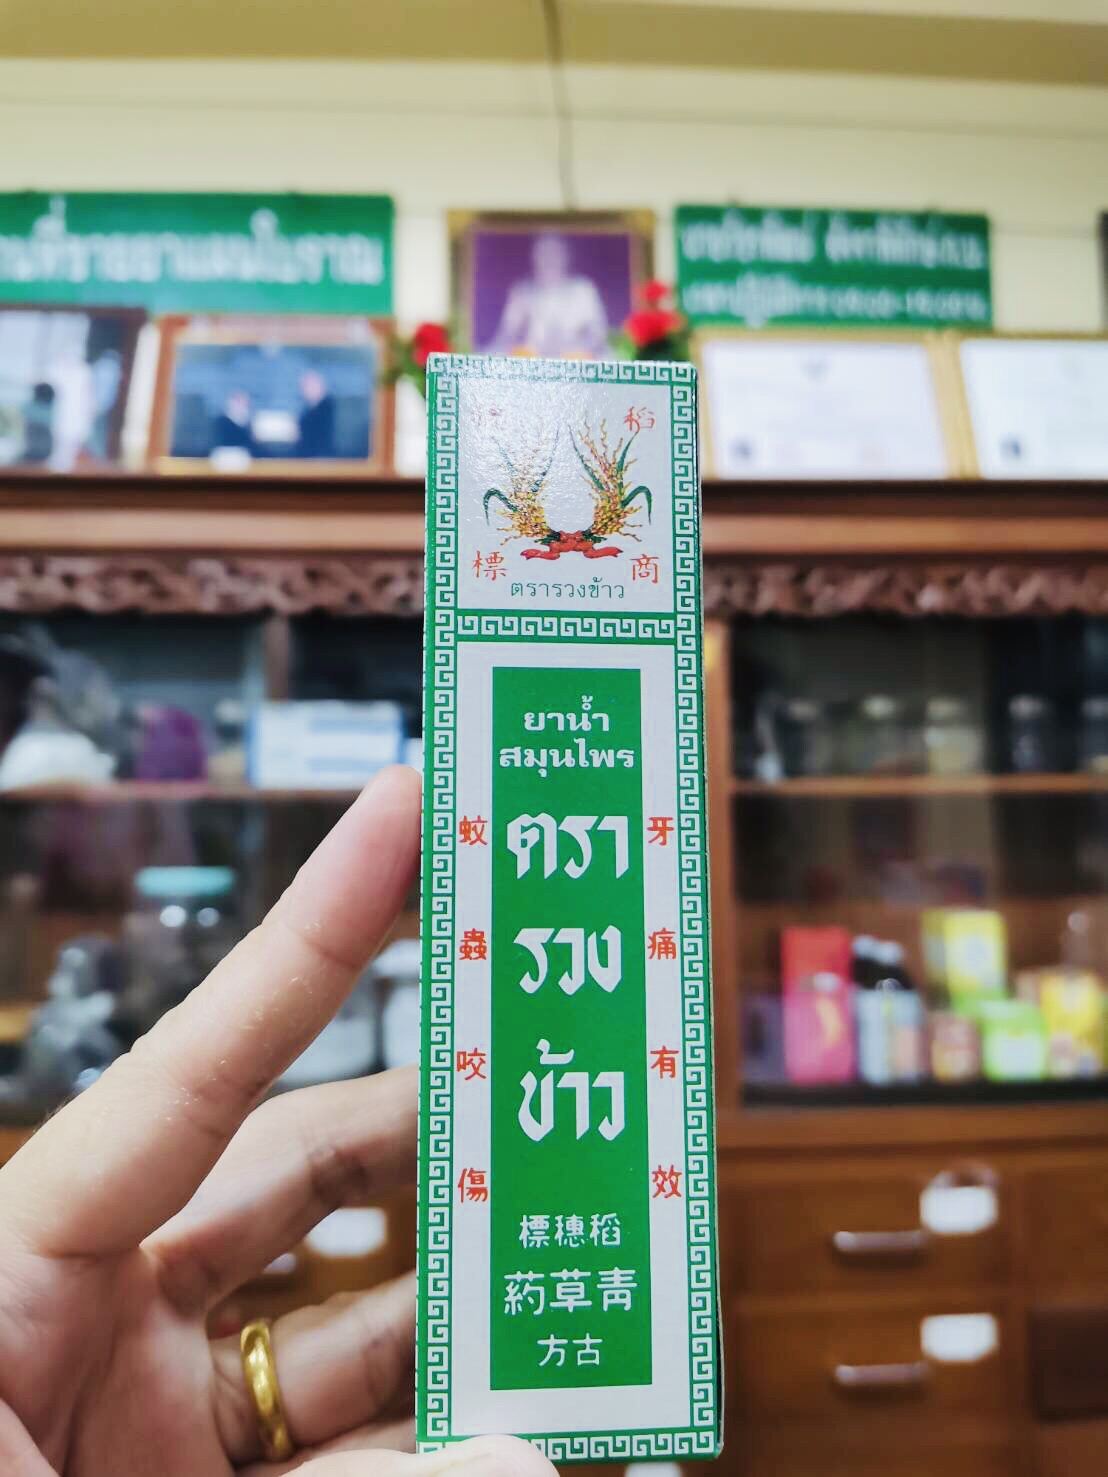 稻
標 商
ตรารวงข้าว
ยาน้ำ
สมุนไพร
ตรา
รวง
ข้าว
牙痛有效
蚊蟲咬傷
標穗稻
葯草青
方古